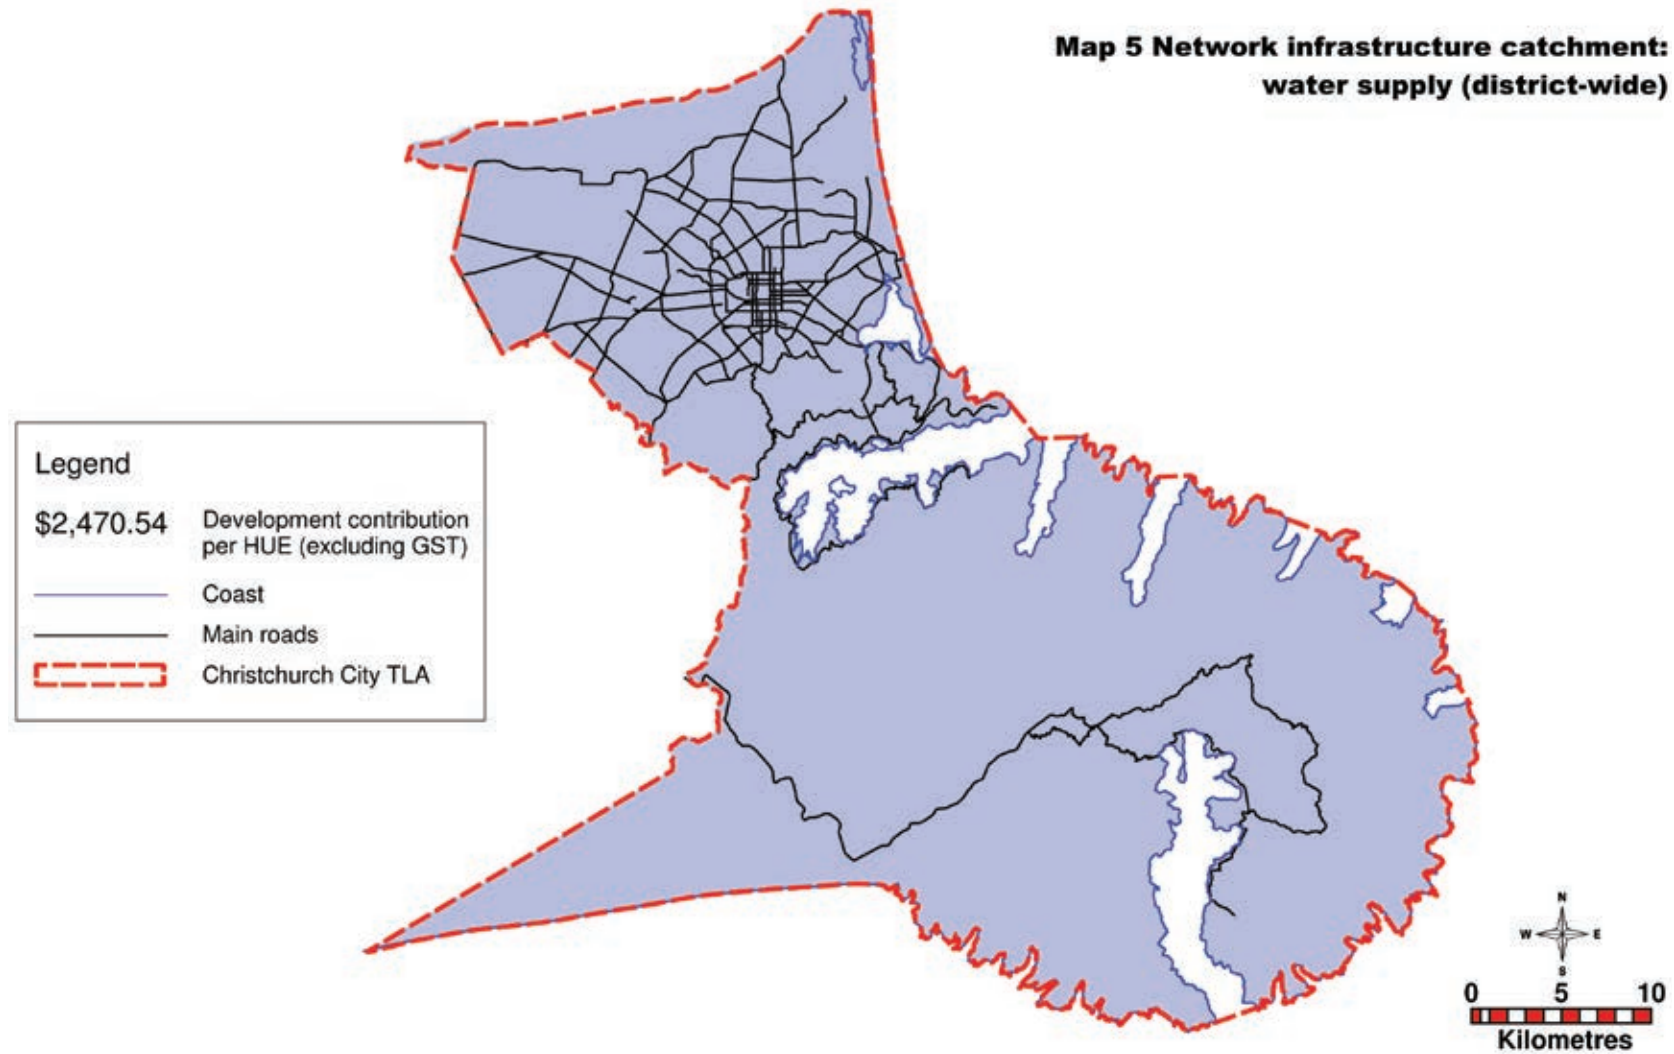 Map 5 Network infrastructure catchment:
water supply (district-wide)
Legend
$2,470.54 Development contribution
per HUE (excluding GST)
Coast
Main roads
Christchurch City TLA
N
W E
S
0 5 10
Kilometres